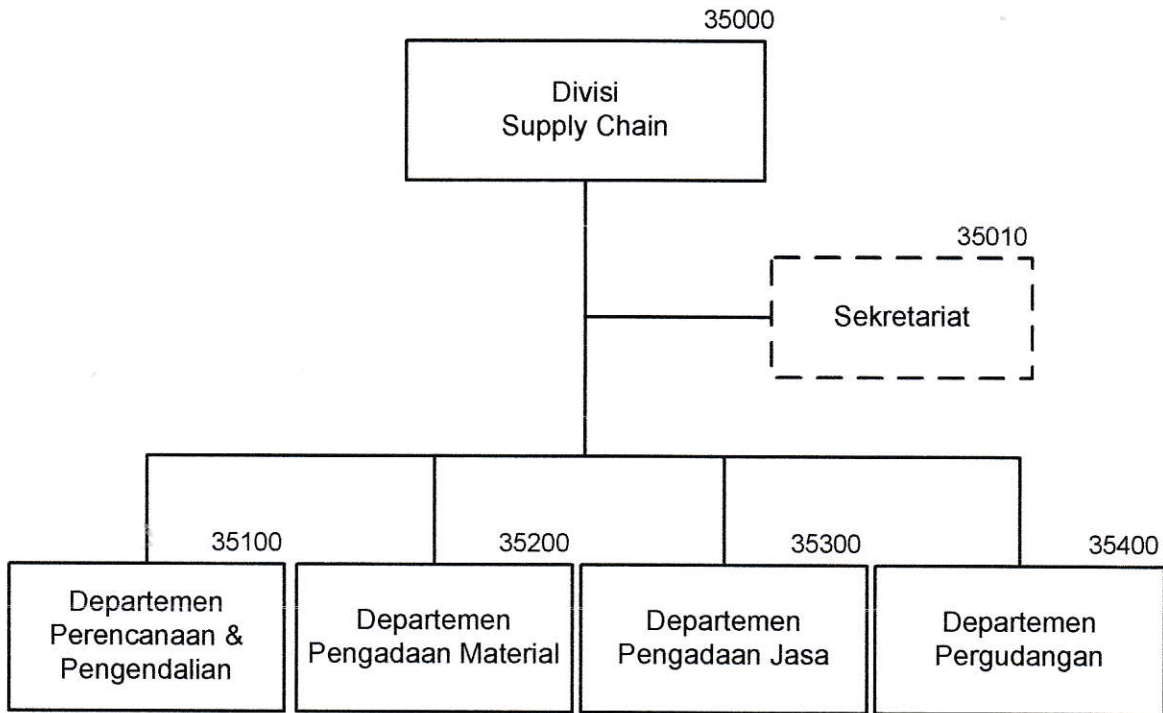 35000
Divisi
Supply Chain
35010
Sekretariat
35100
Departemen
Perencanaan &
Pengendalian
35200
Departemen
Pengadaan Material
35300
Departemen
Pengadaan Jasa
35400
Departemen
Pergudangan